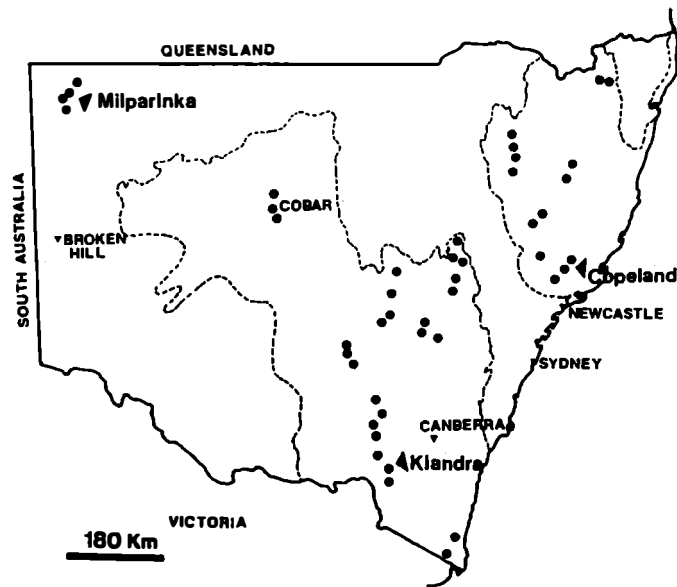 QUEENSLAND
Milparinka
SOUTH AUSTRALIA
COBAR
BROKEN
HILL
Copeland
NEWCASTLE
SYDNEY
CANBERRA
Kiandra
VICTORIA
180 Km